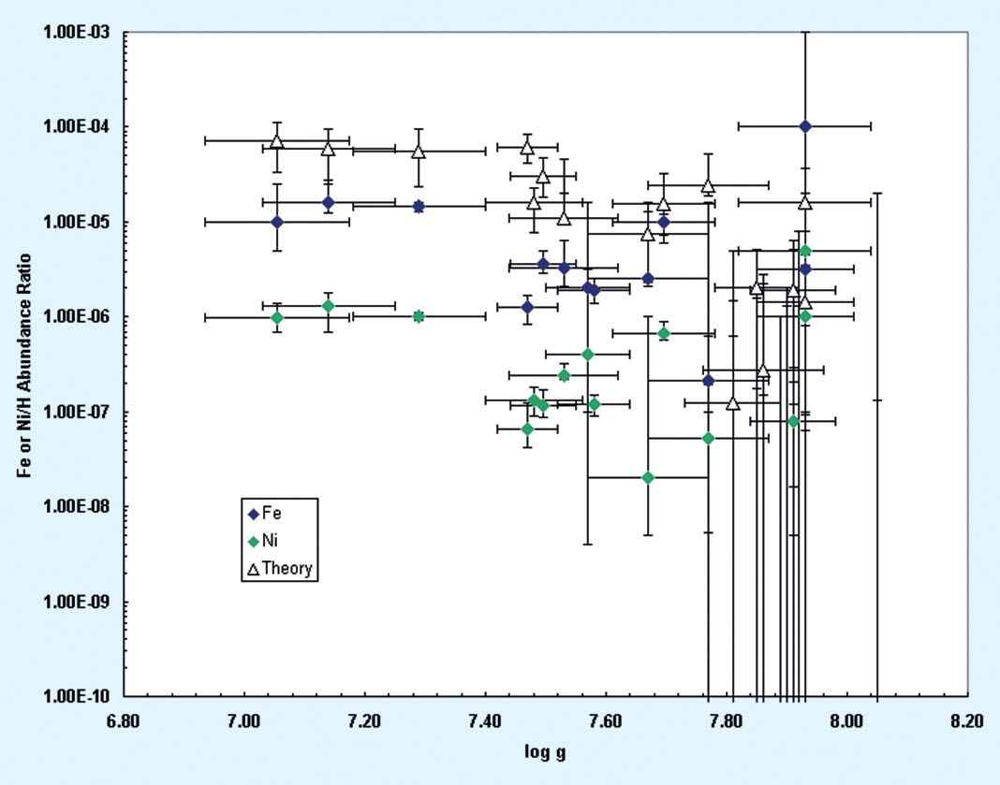 1.00E-03
1.00E-04
1.00E-05
1.00E-06
1.00E-07
1.00E-08
1.00E-09
1.00E-10
Fe or Ni/H Abundance Ratio
Fe
Ni
Theory
6.80 7.00 7.20 7.40 7.60 7.80 8.00 8.20
log g